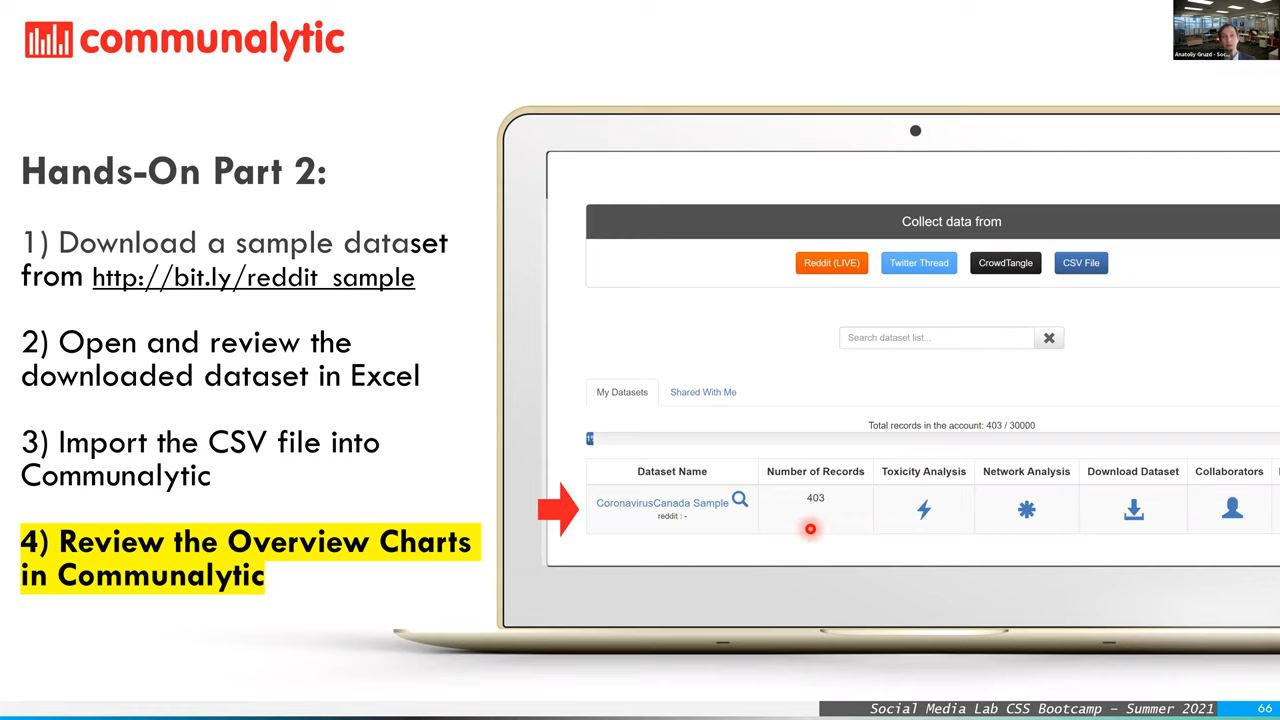 communalytic
Anatoliy Gruzd - Soc...
Hands-On Part 2:
1) Download a sample dataset
from http://bit.ly/reddit_sample
2) Open and review the
downloaded dataset in Excel
3) Import the CSV file into
Communalytic
4) Review the Overview Charts
in Communalytic
Collect data from
Reddit (LIVE) Twitter Thread CrowdTangle CSV File
Search dataset list...
My Datasets Shared With Me
Total records in the account: 403 / 30000
Dataset Name Number of Records Toxicity Analysis Network Analysis Download Dataset Collaborators
CoronavirusCanada Sample 403
reddit : -
Social Media Lab CSS Bootcamp – Summer 2021 66